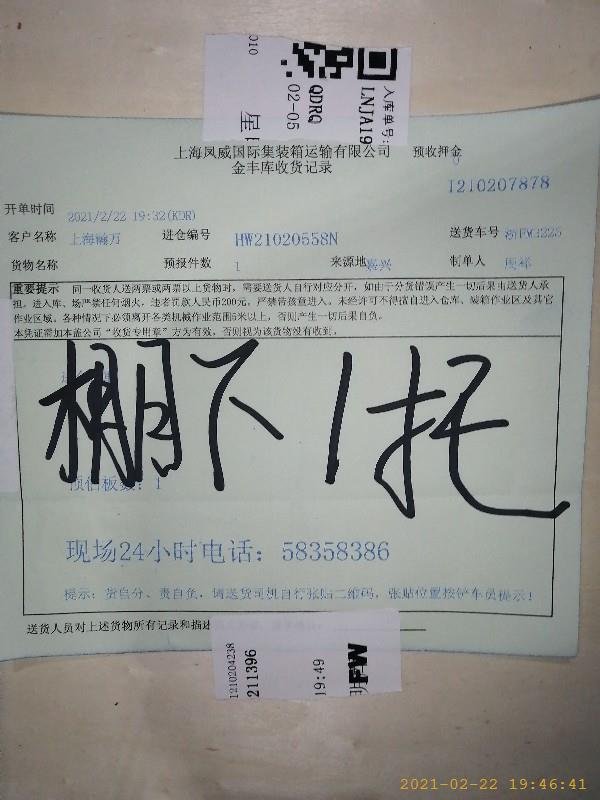 入库单号:
LNJA19
QDRQ
02-05
上海凤威国际集装箱运输有限公司 预收押金
金丰库收货记录
1210207878
开单时间 2021/2/22 19:32(KDR)
客户名称 上海瀚万 进仓编号 HW21020558N 送货车号
货物名称 预报件数 1 来源地 嘉兴 制单人
重要提示 同一收货人送两票或两票以上货物时,需要送货人自行对应分开,如由于分货错误产生一切后果由送货人承
担,进入库、场严禁任何烟火,违者罚款人民币200元,严禁带孩童进入。未经许可不得擅自进入仓库、破箱作业区及其它
作业区域。各种情况下必须离开各类机械作业范围5米以上,否则产生一切后果自负。
本凭证需加本盖公司“收货专用章”方为有效,否则视为该货物没有收到。
棚下1托
预估板数:1
现场24小时电话:58358386
提示:货自分、责自负,请送货司机自行张贴二维码,张贴位置按铲车员提示!
送货人员对上述货物所有记录和描述
1210204238
211396
19:49
FW
2021-02-22 19:46:41